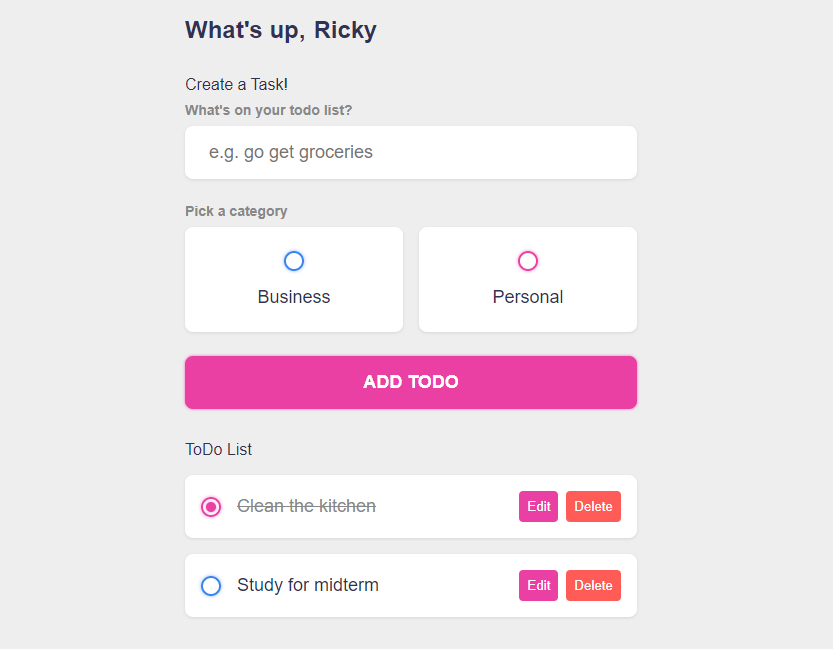 What's up, Ricky
Create a Task!
What's on your todo list?
e.g. go get groceries
Pick a category
Business
Personal
ADD TODO
ToDo List
Clean the kitchen Edit Delete
Study for midterm Edit Delete